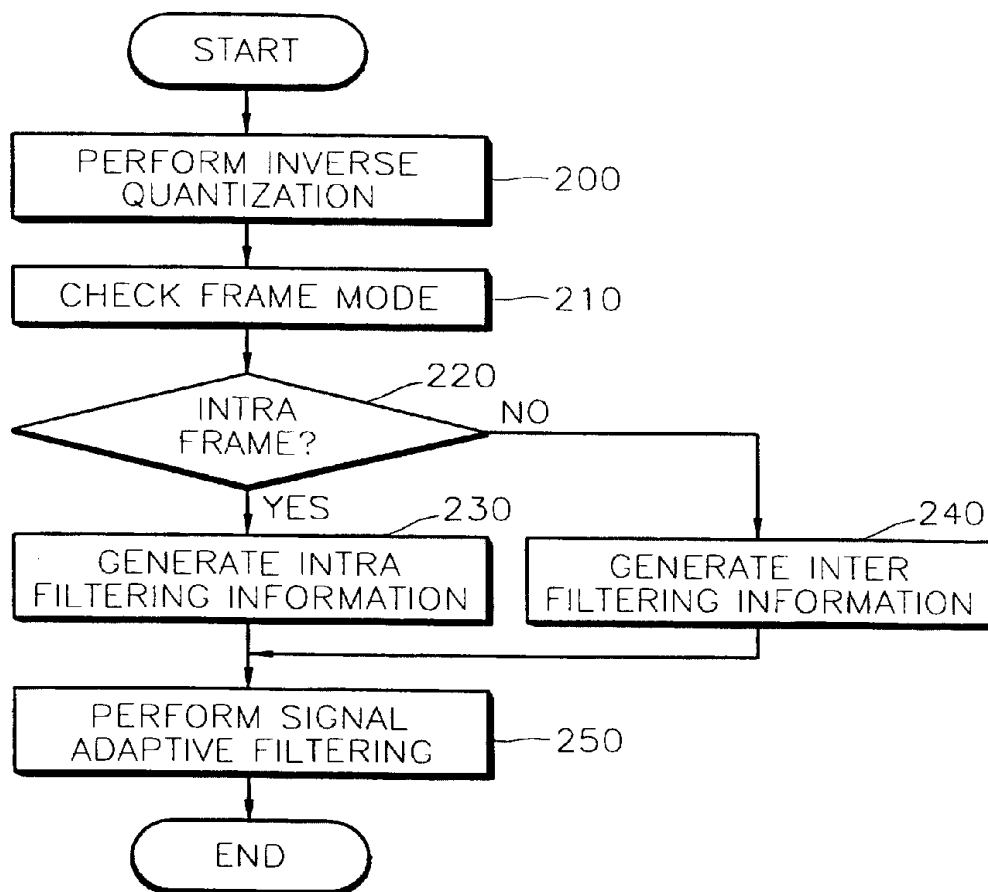 START
PERFORM INVERSE
QUANTIZATION
200
CHECK FRAME MODE
210
220
INTRA
FRAME?
NO
YES
230
GENERATE INTRA
FILTERING INFORMATION
240
GENERATE INTER
FILTERING INFORMATION
PERFORM SIGNAL
ADAPTIVE FILTERING
250
END